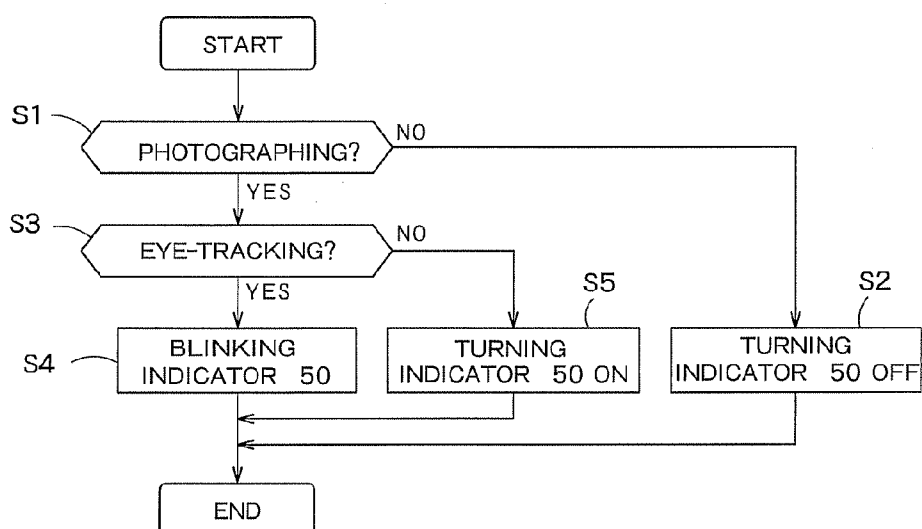 START
S1
PHOTOGRAPHING?
NO
YES
S3
EYE-TRACKING?
NO
YES
S5
S2
S4
BLINKING
INDICATOR 50
TURNING
INDICATOR 50 ON
TURNING
INDICATOR 50 OFF
END